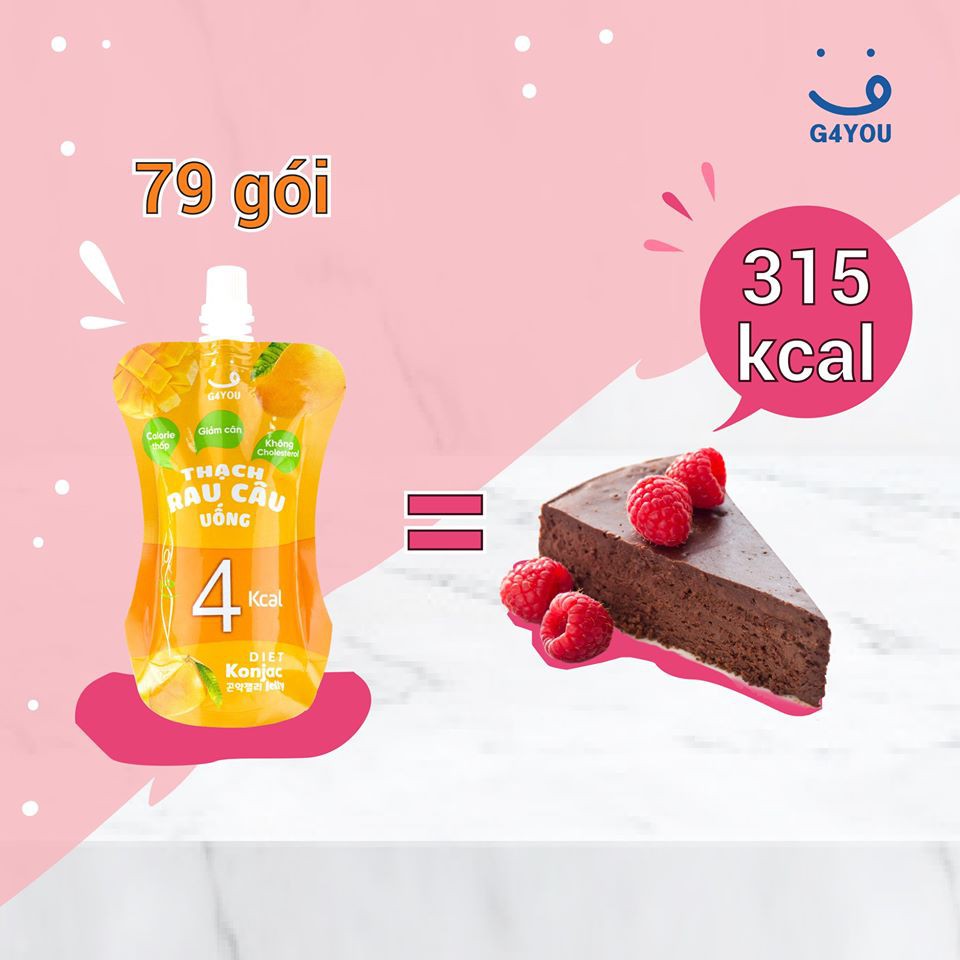 G4YOU
79 gói
315
kcal
G4YOU
Calorie
thấp
Giảm cân
Không
Cholesterol
THẠCH
RAU CÂU
UỐNG
4 Kcal
DIET
Konjac
곤약젤리 Jelly